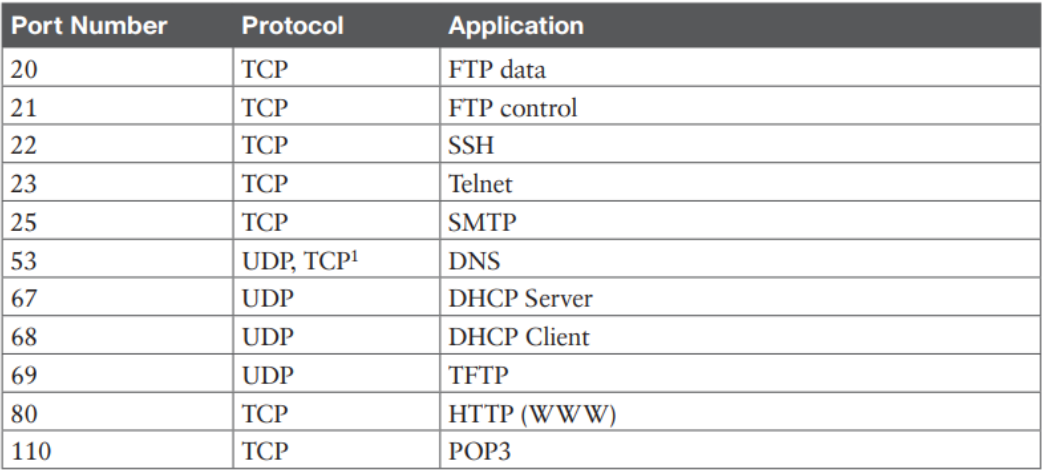 Port Number Protocol Application
20 TCP FTP data
21 TCP FTP control
22 TCP SSH
23 TCP Telnet
25 TCP SMTP
53 UDP, TCP¹ DNS
67 UDP DHCP Server
68 UDP DHCP Client
69 UDP TFTP
80 TCP HTTP (WWW)
110 TCP POP3